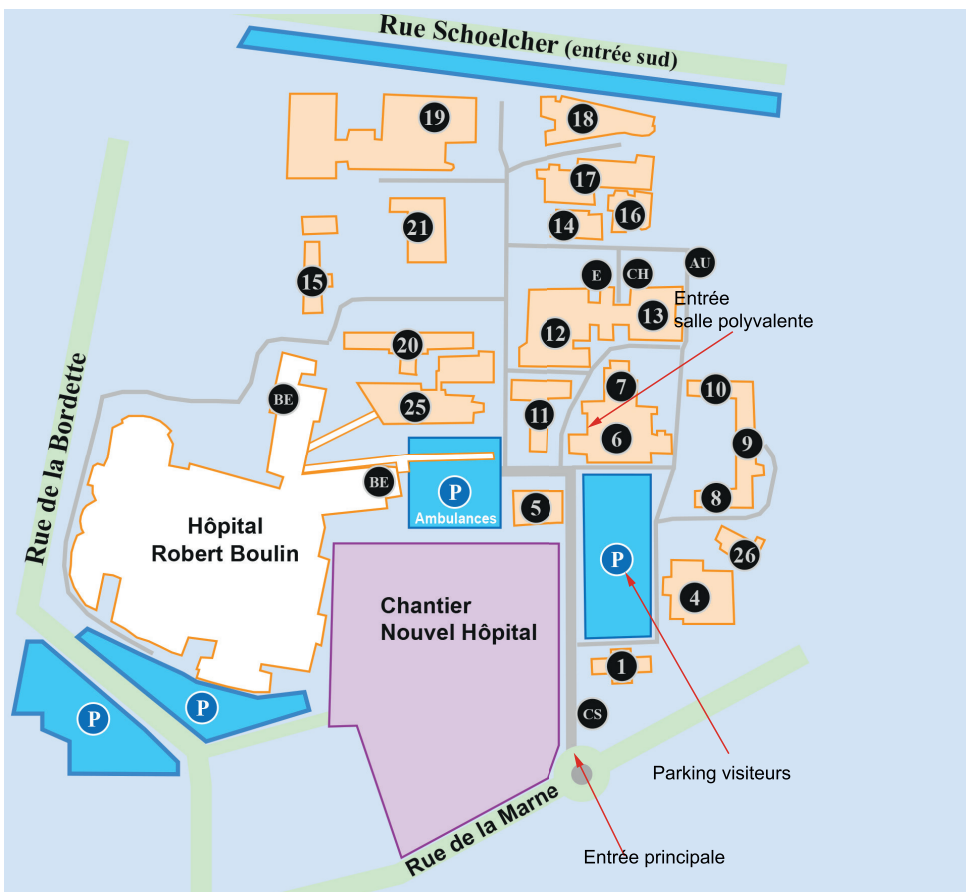 Rue Schoelcher (entrée sud)
19
18
17
16
14
21
15
E
CH
AU
Entrée
salle polyvalente
12
13
20
BE
25
11
7
6
10
9
8
Rue de la Bordette
BE
P
Ambulances
5
Hôpital
Robert Boulin
P
26
4
Chantier
Nouvel Hôpital
1
CS
P
P
Parking visiteurs
Rue de la Marne
Entrée principale